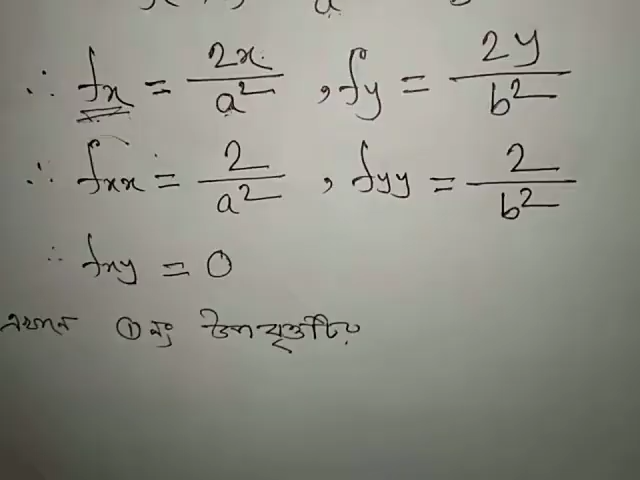 ∴ fx = 2x/a², fy = 2y/b²
∴ fxx = 2/a², fyy = 2/b²
∴ fxy = 0
এখন ① নং উপবৃত্তটির